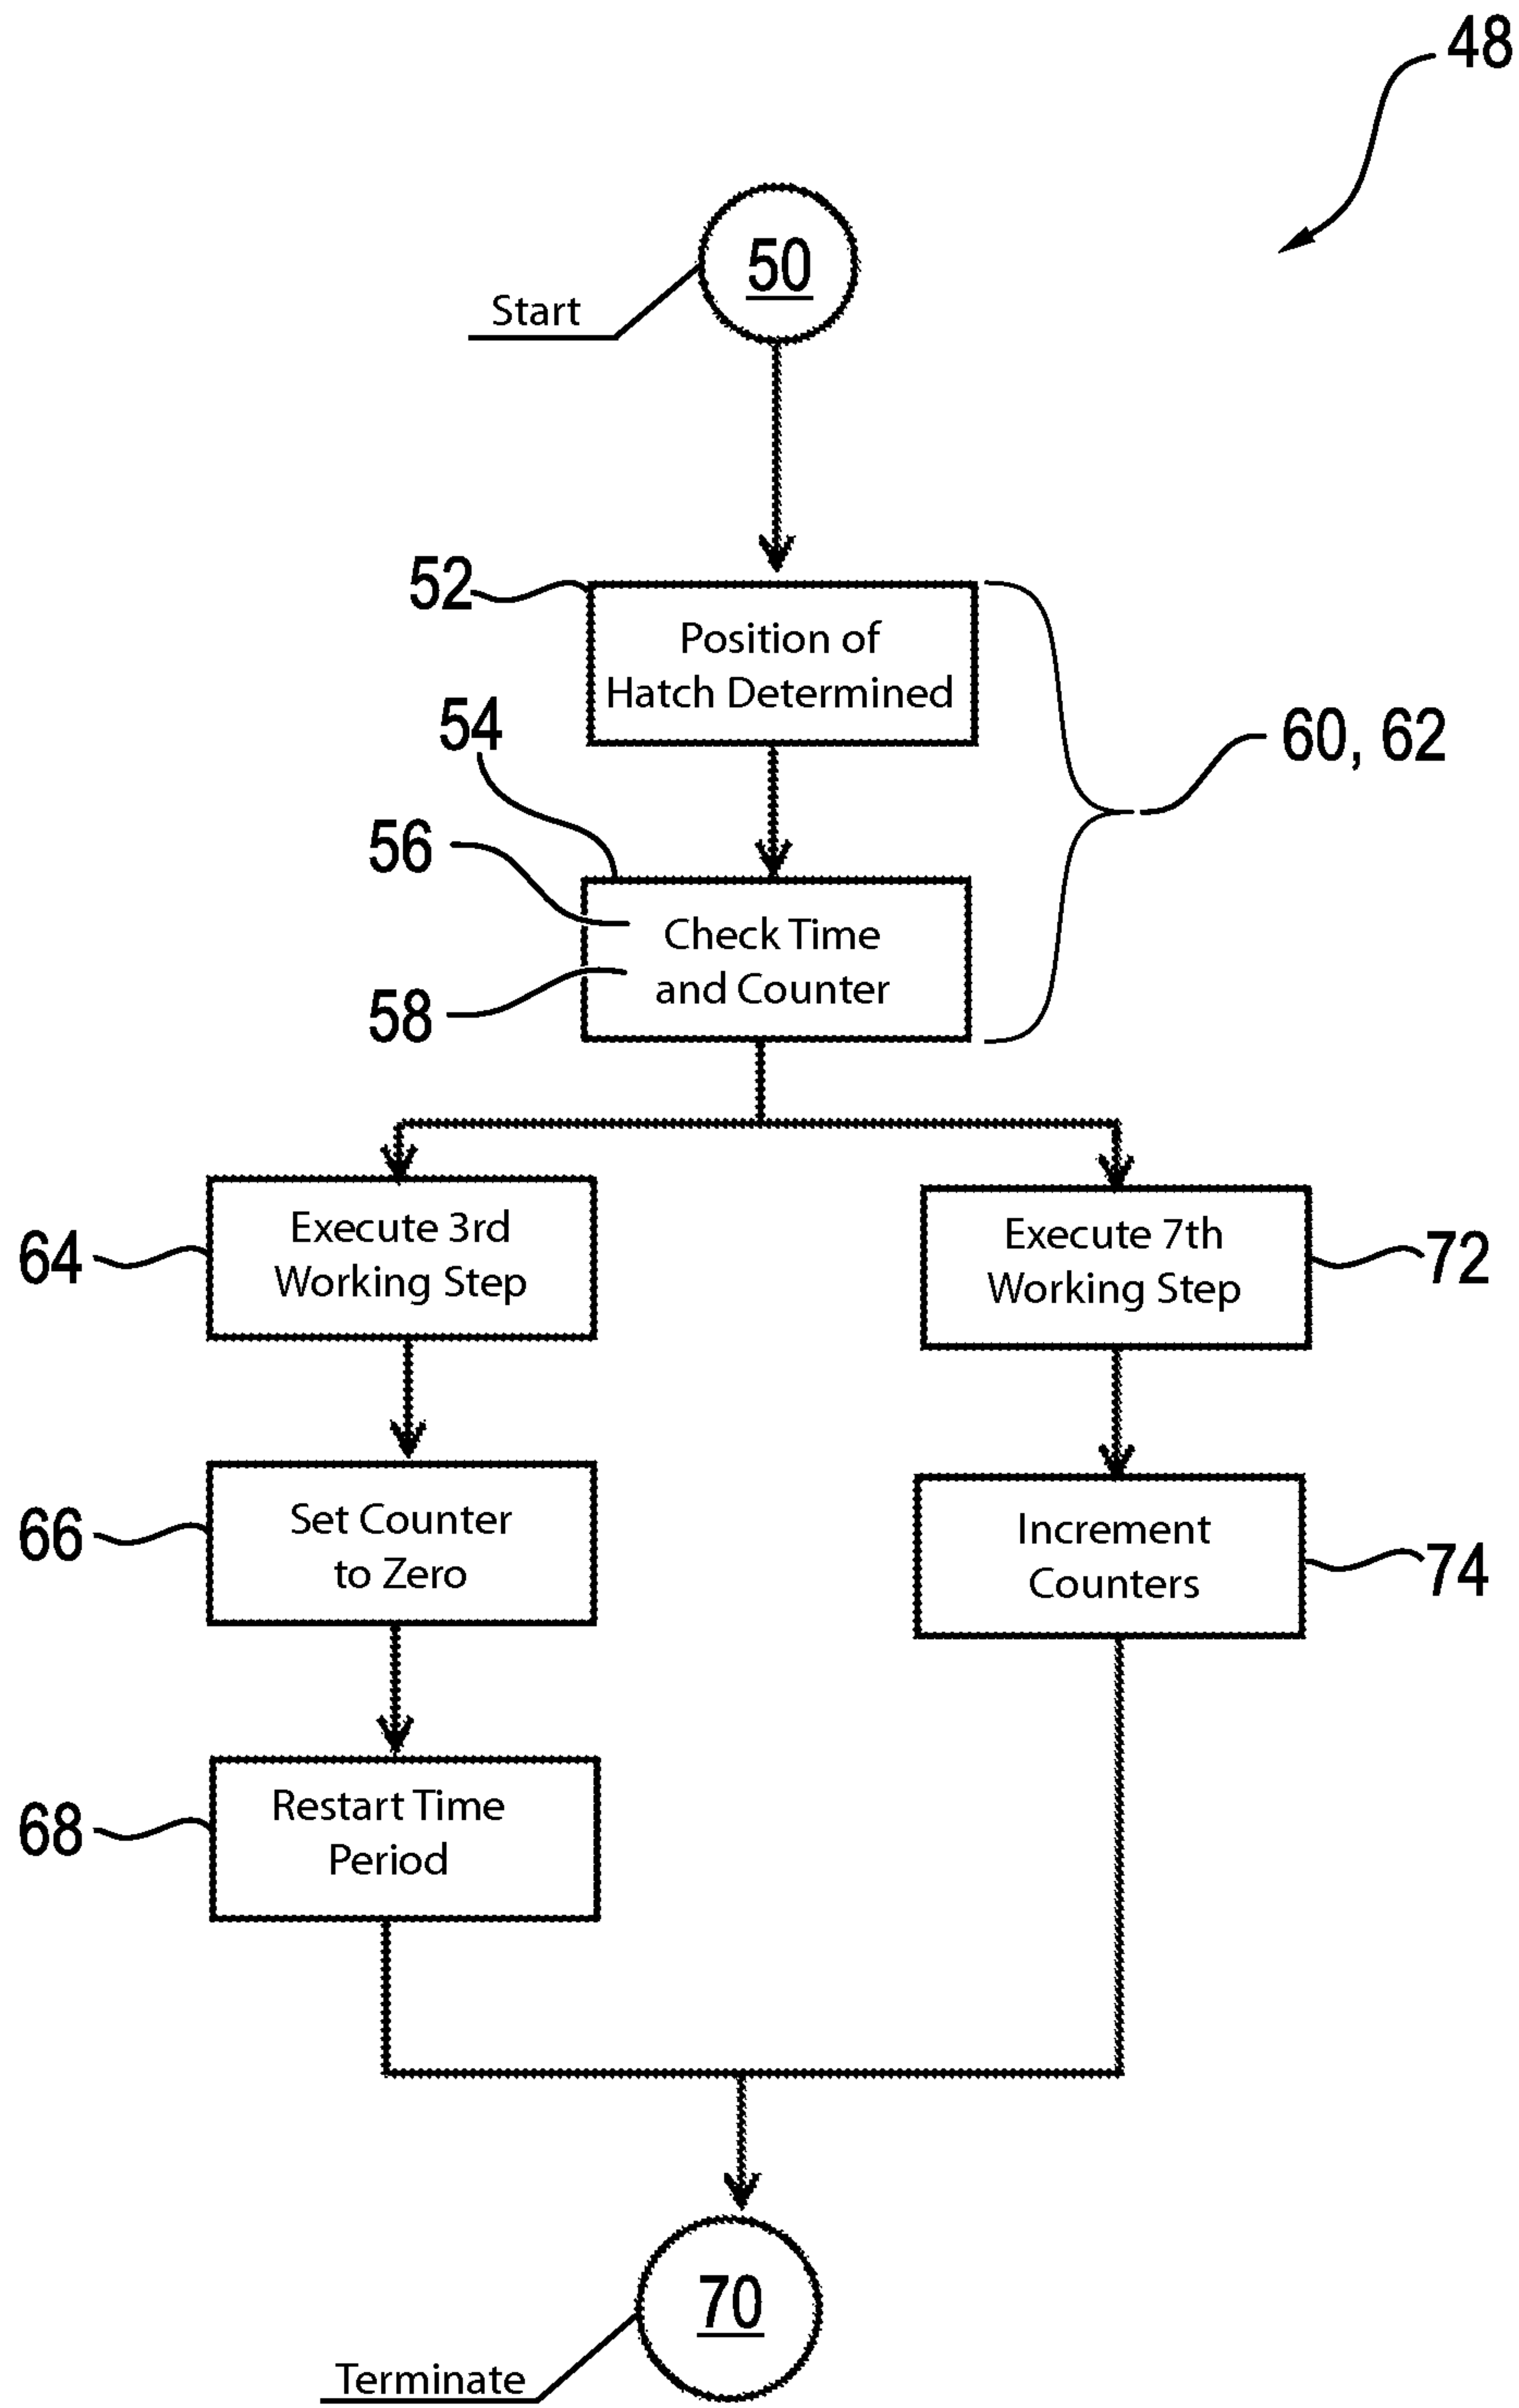 48
50
Start
52
Position of
Hatch Determined
54
60, 62
56
Check Time
and Counter
58
64
Execute 3rd
Working Step
Execute 7th
Working Step
72
66
Set Counter
to Zero
Increment
Counters
74
68
Restart Time
Period
70
Terminate